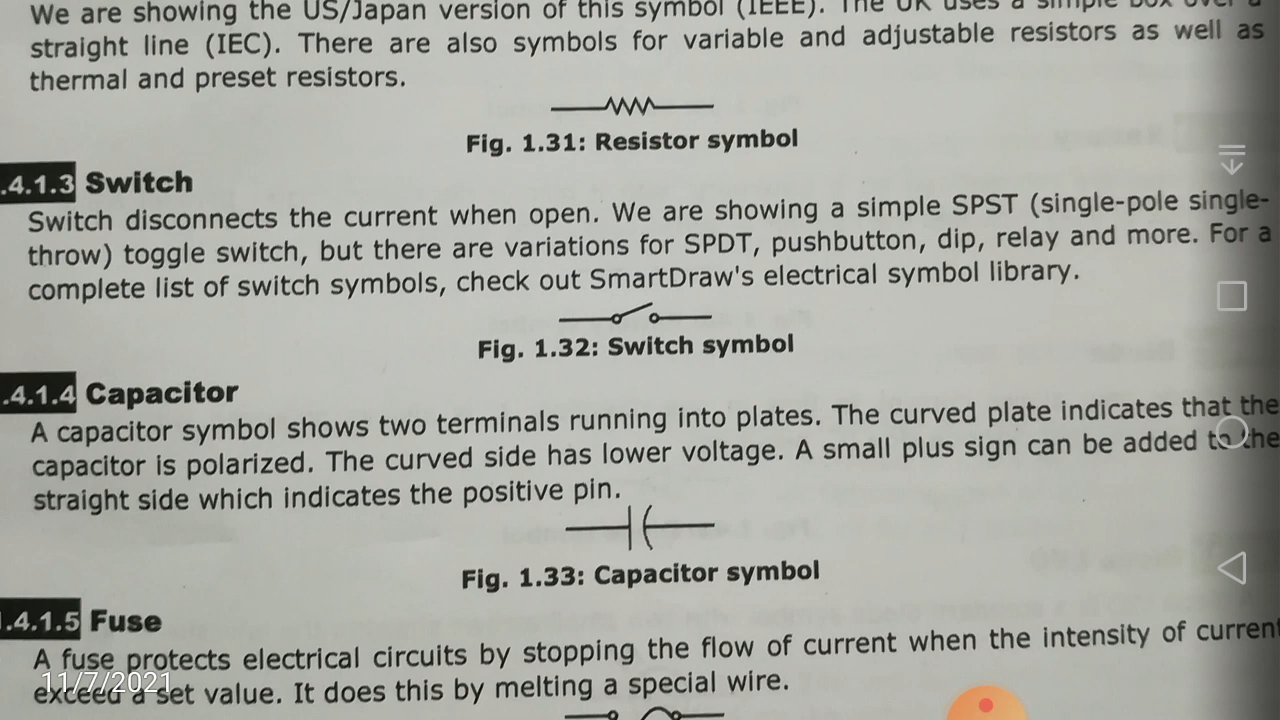 We are showing the US/Japan version of this symbol (IEEE). The UK uses a simple box over a
straight line (IEC). There are also symbols for variable and adjustable resistors as well as
thermal and preset resistors.
Fig. 1.31: Resistor symbol
.4.1.3 Switch
Switch disconnects the current when open. We are showing a simple SPST (single-pole single-
throw) toggle switch, but there are variations for SPDT, pushbutton, dip, relay and more. For a
complete list of switch symbols, check out SmartDraw's electrical symbol library.
Fig. 1.32: Switch symbol
.4.1.4 Capacitor
A capacitor symbol shows two terminals running into plates. The curved plate indicates that the
capacitor is polarized. The curved side has lower voltage. A small plus sign can be added to the
straight side which indicates the positive pin.
Fig. 1.33: Capacitor symbol
1.4.1.5 Fuse
A fuse protects electrical circuits by stopping the flow of current when the intensity of current
exceed a set value. It does this by melting a special wire.
11/7/2021